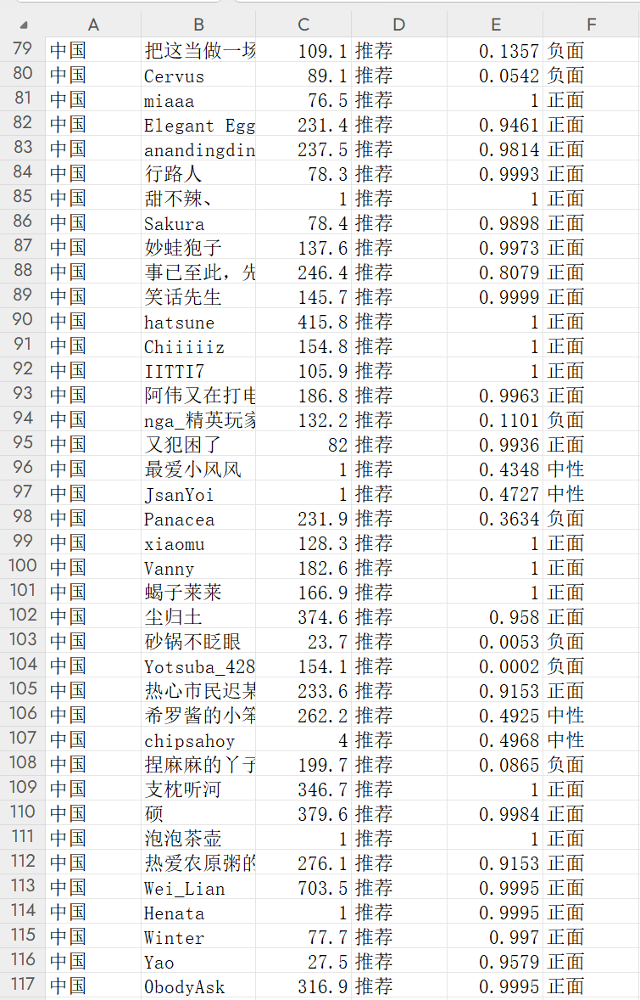 A B C D E F
79 中国 把这当做一场 109.1 推荐 0.1357 负面
80 中国 Cervus 89.1 推荐 0.0542 负面
81 中国 miaaa 76.5 推荐 1 正面
82 中国 Elegant Egg 231.4 推荐 0.9461 正面
83 中国 anandingdin 237.5 推荐 0.9814 正面
84 中国 行路人 78.3 推荐 0.9993 正面
85 中国 甜不辣、 1 推荐 1 正面
86 中国 Sakura 78.4 推荐 0.9898 正面
87 中国 妙蛙狍子 137.6 推荐 0.9973 正面
88 中国 事已至此，先 246.4 推荐 0.8079 正面
89 中国 笑话先生 145.7 推荐 0.9999 正面
90 中国 hatsune 415.8 推荐 1 正面
91 中国 Chiiiiiz 154.8 推荐 1 正面
92 中国 IITTI7 105.9 推荐 1 正面
93 中国 阿伟又在打电 186.8 推荐 0.9963 正面
94 中国 nga_精英玩家 132.2 推荐 0.1101 负面
95 中国 又犯困了 82 推荐 0.9936 正面
96 中国 最爱小风风 1 推荐 0.4348 中性
97 中国 JsanYoi 1 推荐 0.4727 中性
98 中国 Panacea 231.9 推荐 0.3634 负面
99 中国 xiaomu 128.3 推荐 1 正面
100 中国 Vanny 182.6 推荐 1 正面
101 中国 蝎子莱莱 166.9 推荐 1 正面
102 中国 尘归土 374.6 推荐 0.958 正面
103 中国 砂锅不眨眼 23.7 推荐 0.0053 负面
104 中国 Yotsuba_428 154.1 推荐 0.0002 负面
105 中国 热心市民迟某 233.6 推荐 0.9153 正面
106 中国 希罗酱的小笨 262.2 推荐 0.4925 中性
107 中国 chipsahoy 4 推荐 0.4968 中性
108 中国 捏麻麻的丫子 199.7 推荐 0.0865 负面
109 中国 支枕听河 346.7 推荐 1 正面
110 中国 硕 379.6 推荐 0.9984 正面
111 中国 泡泡茶壶 1 推荐 1 正面
112 中国 热爱农原粥的 276.1 推荐 0.9153 正面
113 中国 Wei_Lian 703.5 推荐 0.9995 正面
114 中国 Henata 1 推荐 0.9995 正面
115 中国 Winter 77.7 推荐 0.997 正面
116 中国 Yao 27.5 推荐 0.9579 正面
117 中国 ObodyAsk 316.9 推荐 0.9995 正面